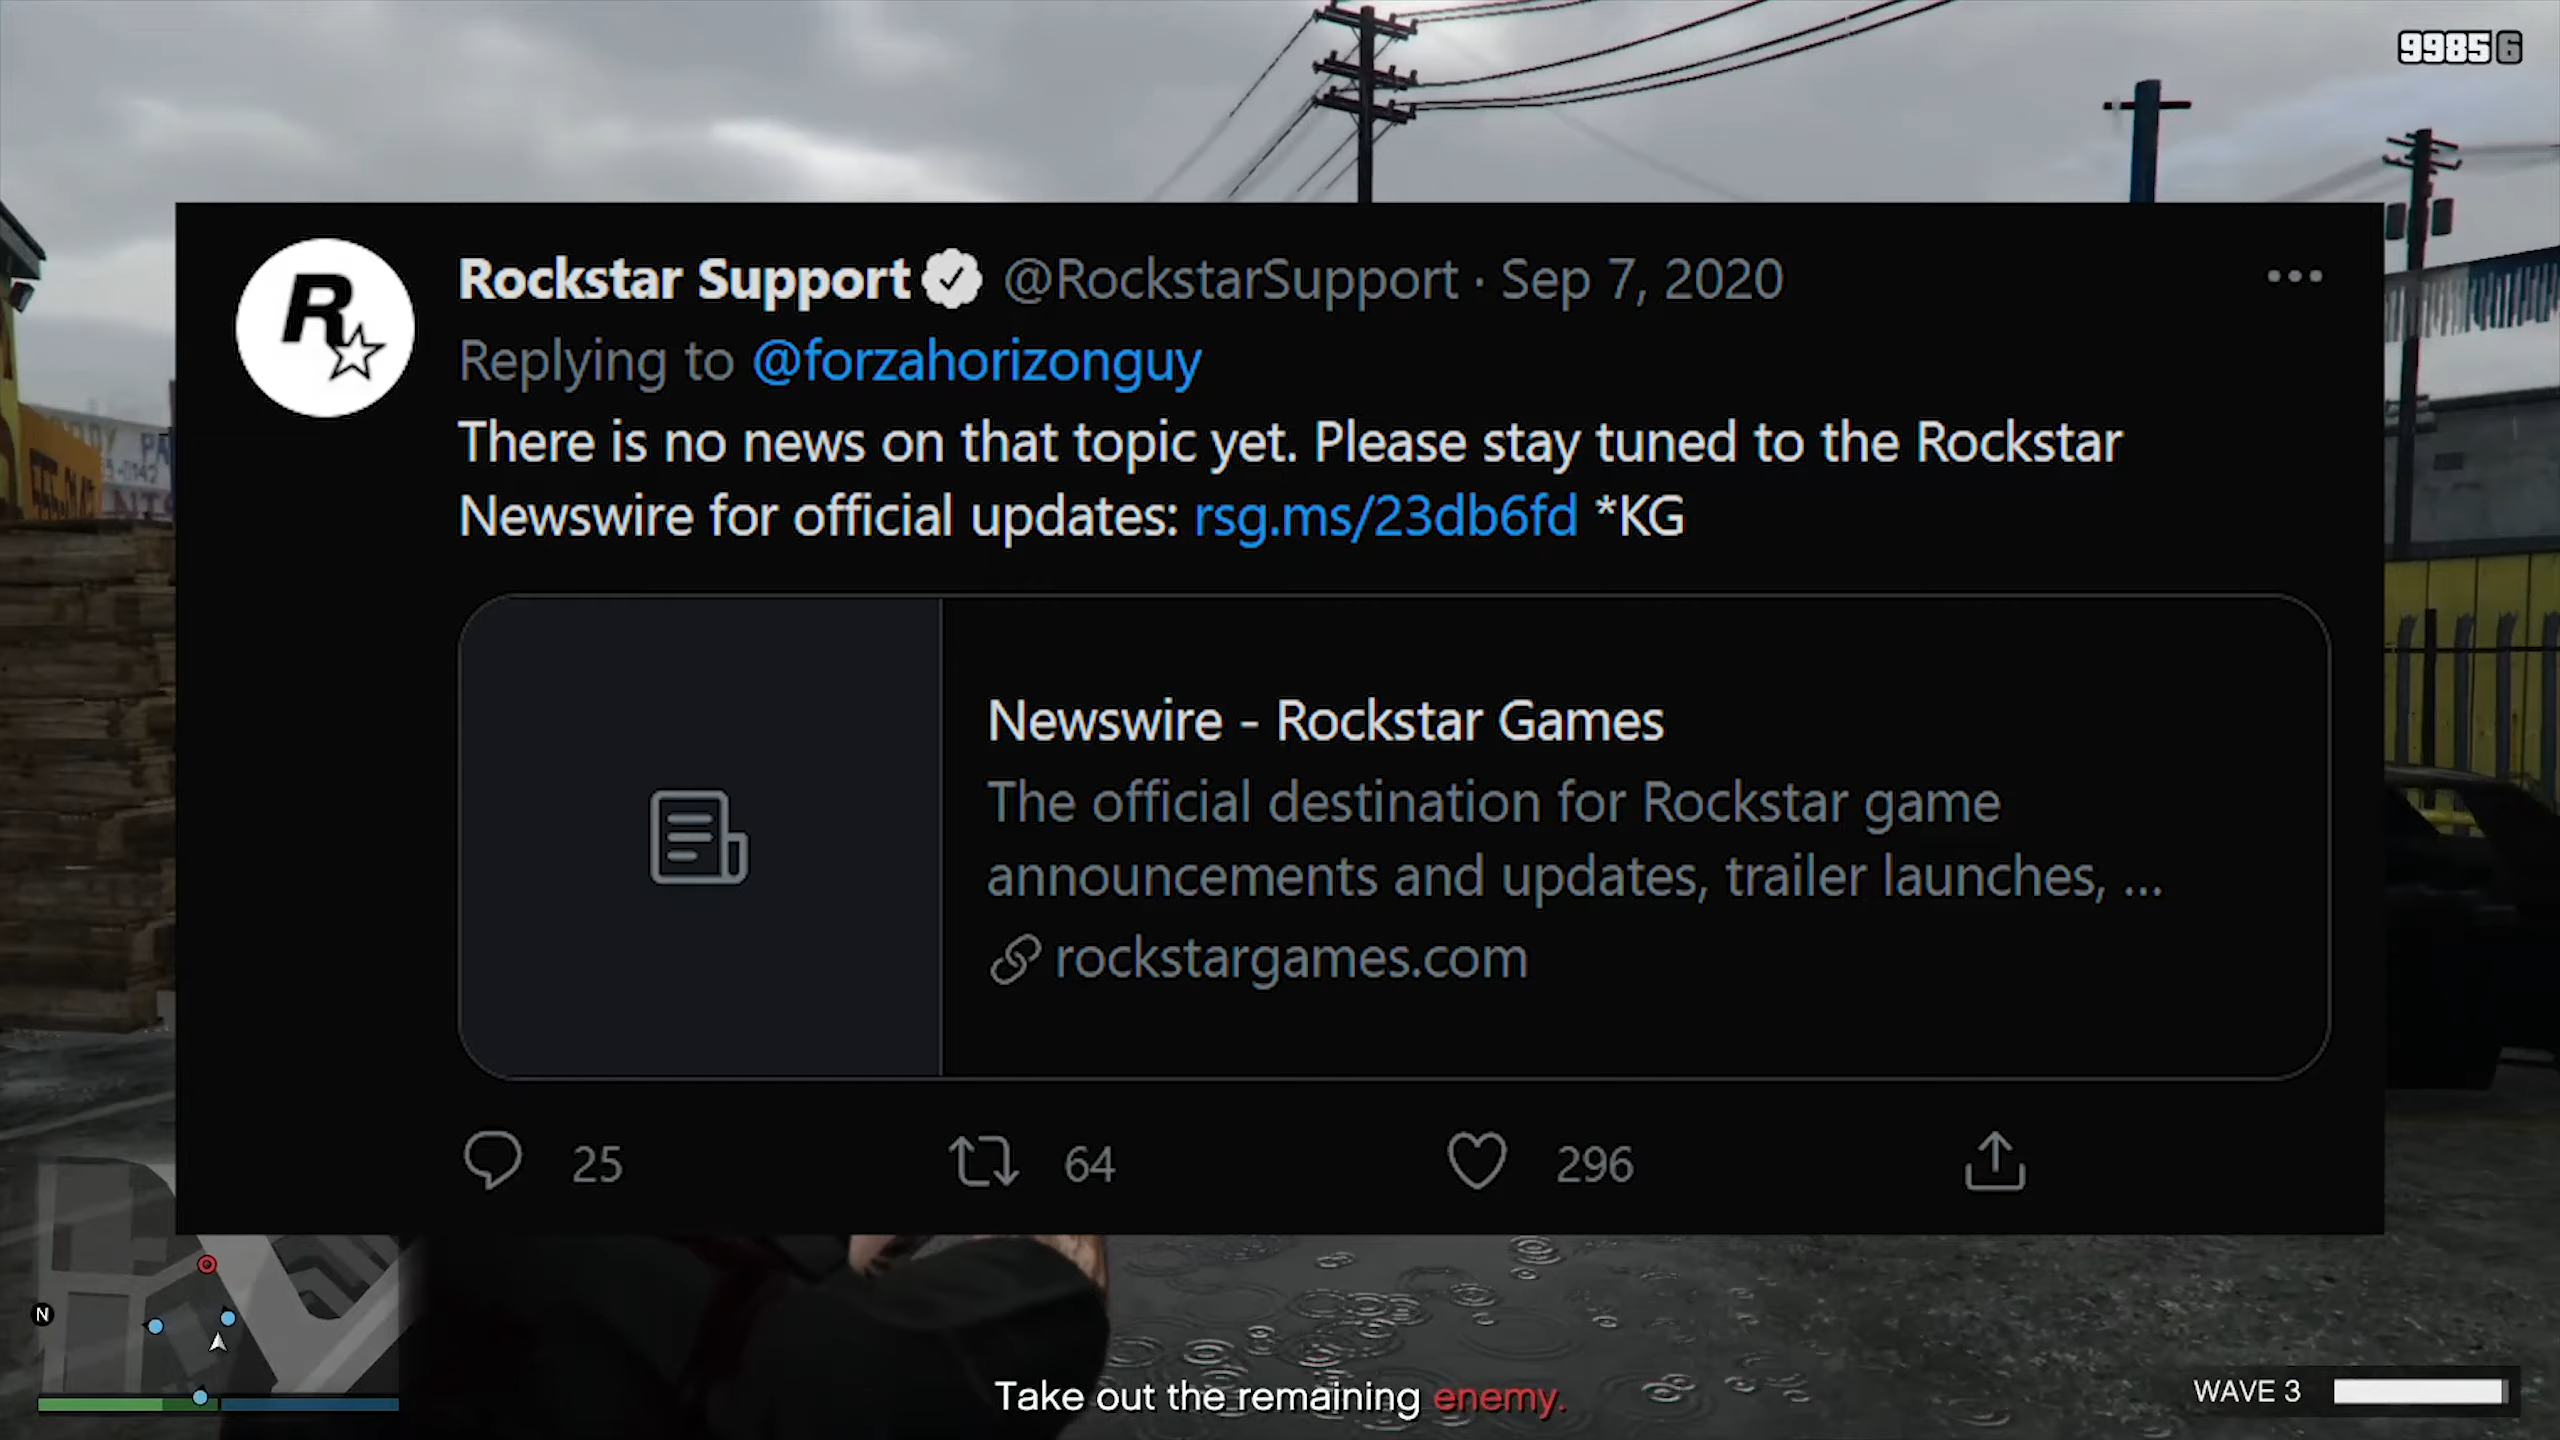 99856
Rockstar Support @RockstarSupport · Sep 7, 2020
Replying to @forzahorizonguy
There is no news on that topic yet. Please stay tuned to the Rockstar
Newswire for official updates: rsg.ms/23db6fd *KG
Newswire - Rockstar Games
The official destination for Rockstar game
announcements and updates, trailer launches, ...
rockstargames.com
25
64
296
N
Take out the remaining enemy.
WAVE 3